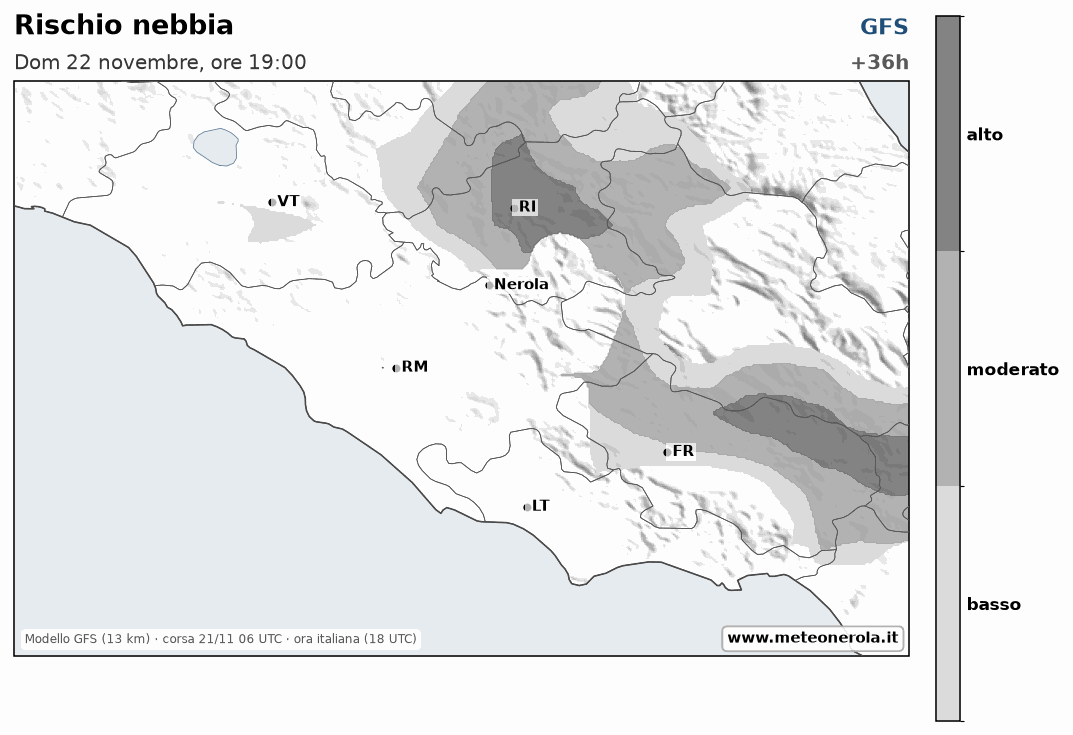 Rischio nebbia
GFS
Dom 22 novembre, ore 19:00
+36h
alto
VT
RI
Nerola
RM
moderato
FR
LT
basso
Modello GFS (13 km) · corsa 21/11 06 UTC · ora italiana (18 UTC)
www.meteonerola.it